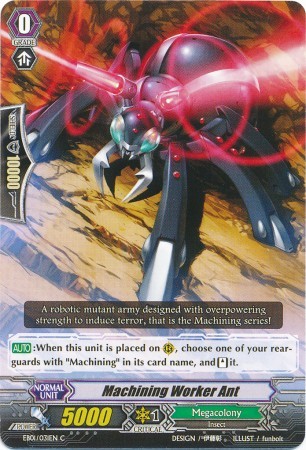 0
GRADE
SHIELD
10000
A robotic mutant army designed with overpowering
strength to induce terror, that is the Machining series!
AUTO:When this unit is placed on , choose one of your rear-
guards with "Machining" in its card name, and it.
NORMAL
UNIT
Machining Worker Ant
POWER
5000
1
CRITICAL
Megacolony
Insect
EB01/031EN C
DESIGN / 伊藤彰 ILLUST / funbolt